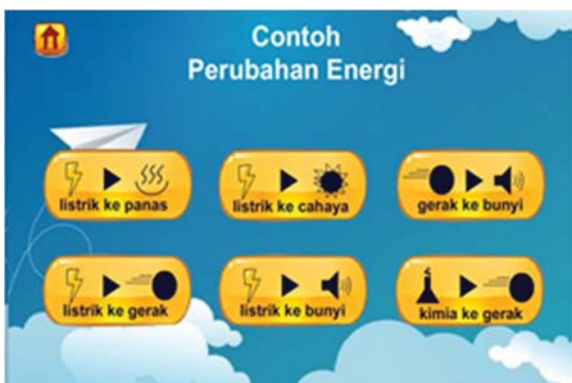 Contoh
Perubahan Energi
listrik ke panas
listrik ke cahaya
gerak ke bunyi
listrik ke gerak
listrik ke bunyi
kimia ke gerak